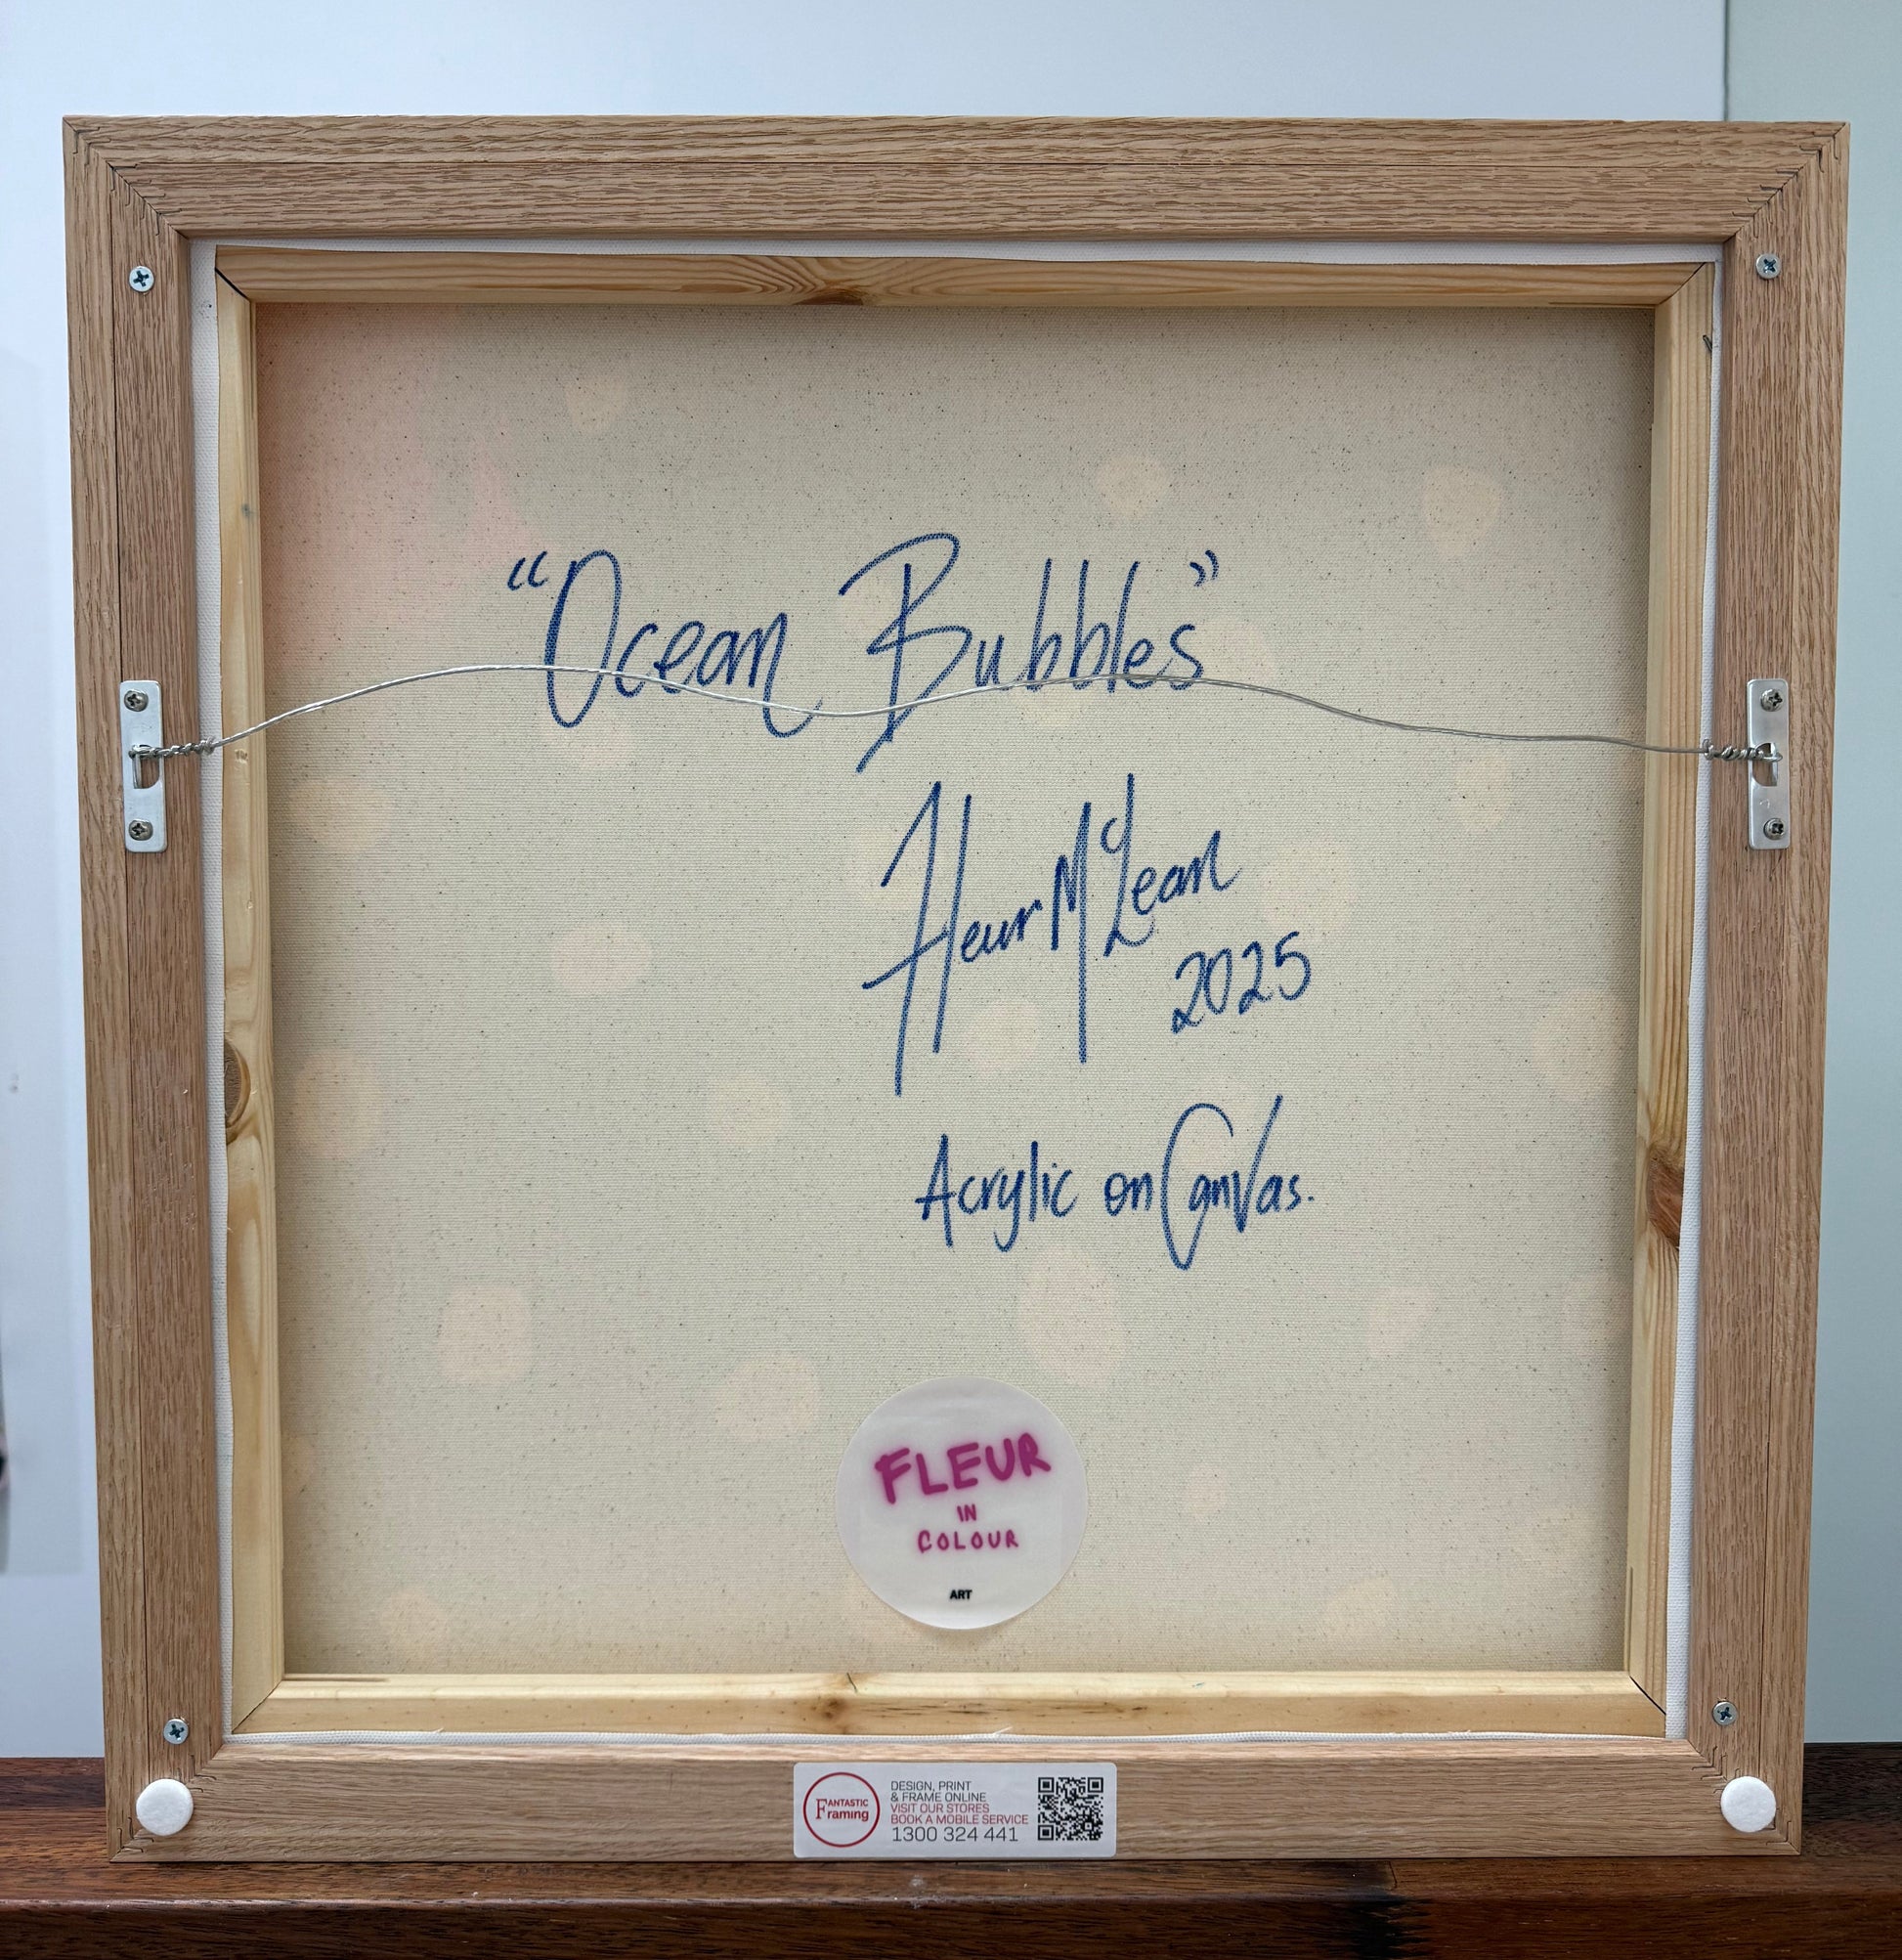 “Ocean Bubbles”
Fleur McLean
2025
Acrylic on Canvas.
FLEUR
IN
COLOUR
ART
FANTASTIC
Framing
DESIGN, PRINT
& FRAME ONLINE
VISIT OUR STORES
BOOK A MOBILE SERVICE
1300 324 441